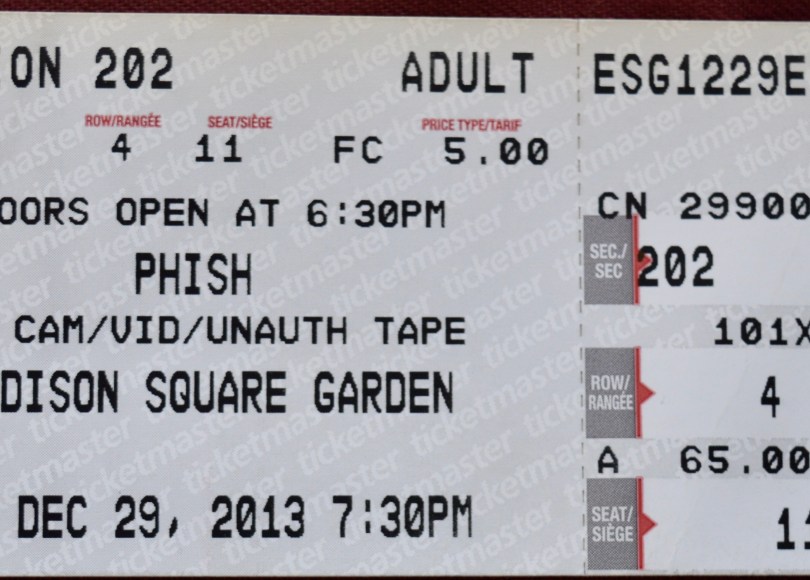 ON 202 ADULT
ROW/RANGÉE SEAT/SIÈGE PRICE TYPE/TARIF
4 11 FC 5.00
OORS OPEN AT 6:30PM
PHISH
CAM/VID/UNAUTH TAPE
DISON SQUARE GARDEN
DEC 29, 2013 7:30PM
ESG1229E
CN 29900
SEC./
SEC
202
101X
ROW/
RANGÉE
4
A 65.00
SEAT/
SIÈGE
11
ticketmaster